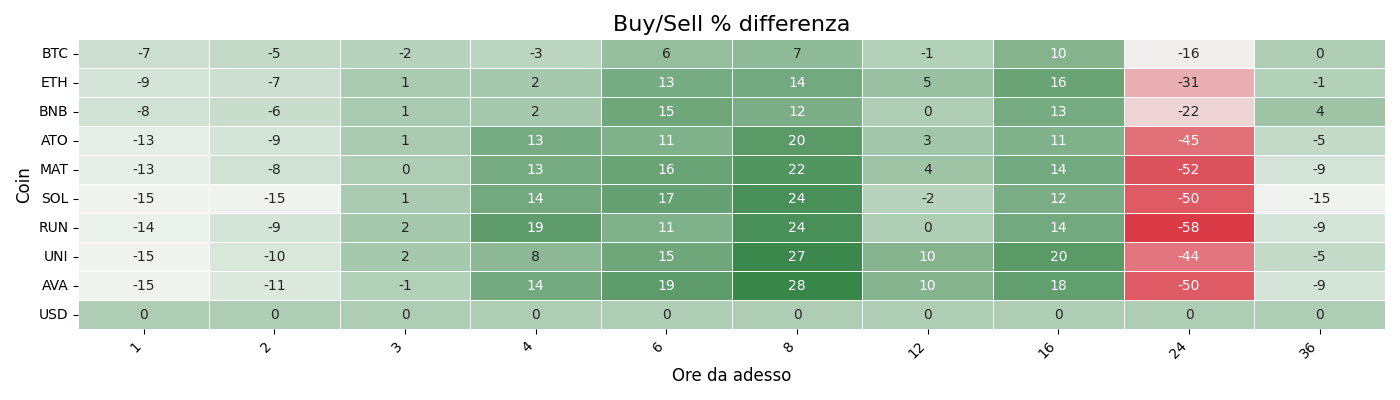 Buy/Sell % differenza
Coin
BTC -7 -5 -2 -3 6 7 -1 10 -16 0
ETH -9 -7 1 2 13 14 5 16 -31 -1
BNB -8 -6 1 2 15 12 0 13 -22 4
ATO -13 -9 1 13 11 20 3 11 -45 -5
MAT -13 -8 0 13 16 22 4 14 -52 -9
SOL -15 -15 1 14 17 24 -2 12 -50 -15
RUN -14 -9 2 19 11 24 0 14 -58 -9
UNI -15 -10 2 8 15 27 10 20 -44 -5
AVA -15 -11 -1 14 19 28 10 18 -50 -9
USD 0 0 0 0 0 0 0 0 0 0
1 2 3 4 6 8 12 16 24 36
Ore da adesso